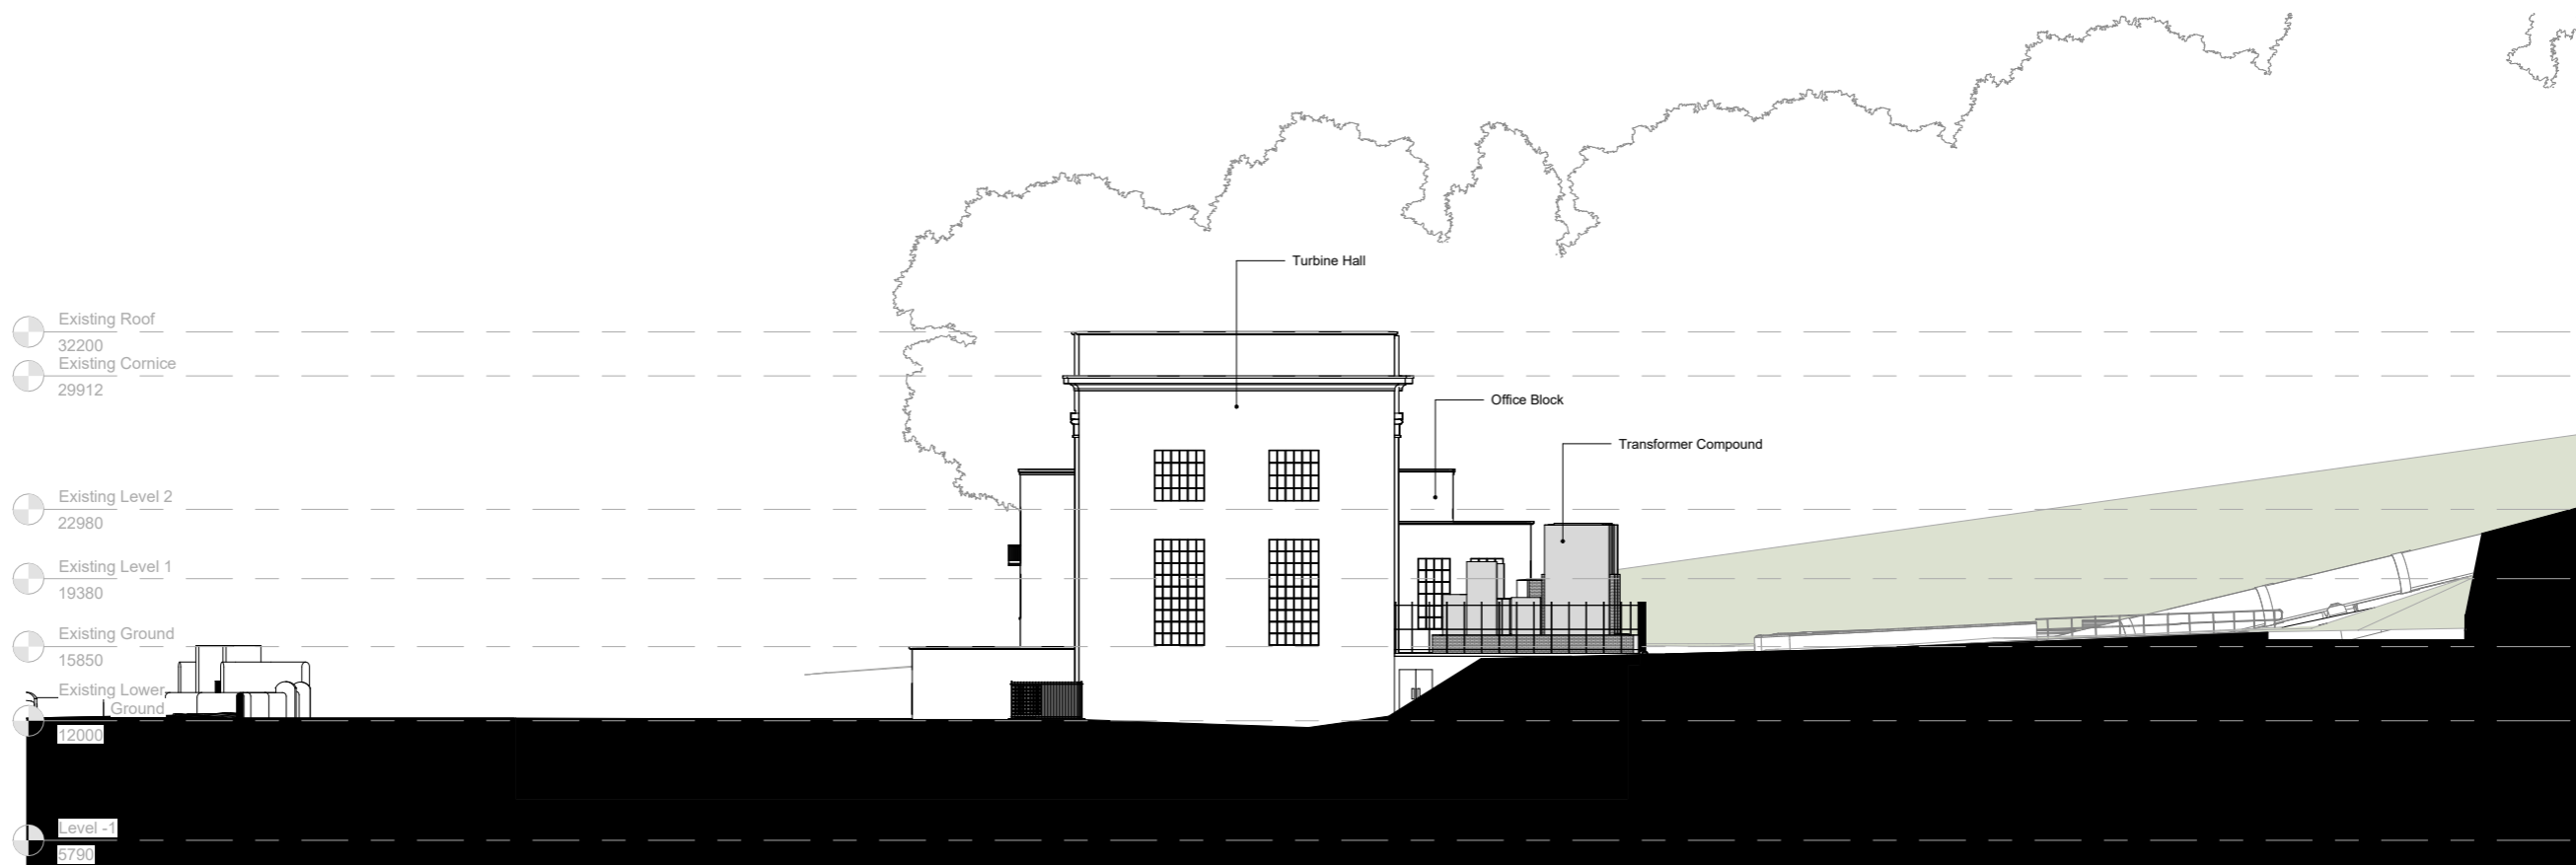 Turbine Hall
Existing Roof
32200
Existing Cornice
29912
Office Block
Transformer Compound
Existing Level 2
22980
Existing Level 1
19380
Existing Ground
15850
Existing Lower
Ground
12000
Level -1
5790